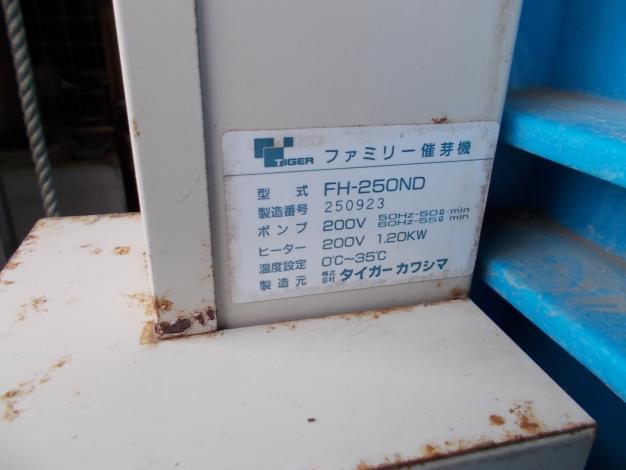 TIGER ファミリー催芽機
型式 FH-250ND
製造番号 250923
ポンプ 200V 50Hz-50ℓ/min 60Hz-55ℓ/min
ヒーター 200V 1.20KW
温度設定 0℃〜35℃
製造元 株式会社 タイガーカワシマ